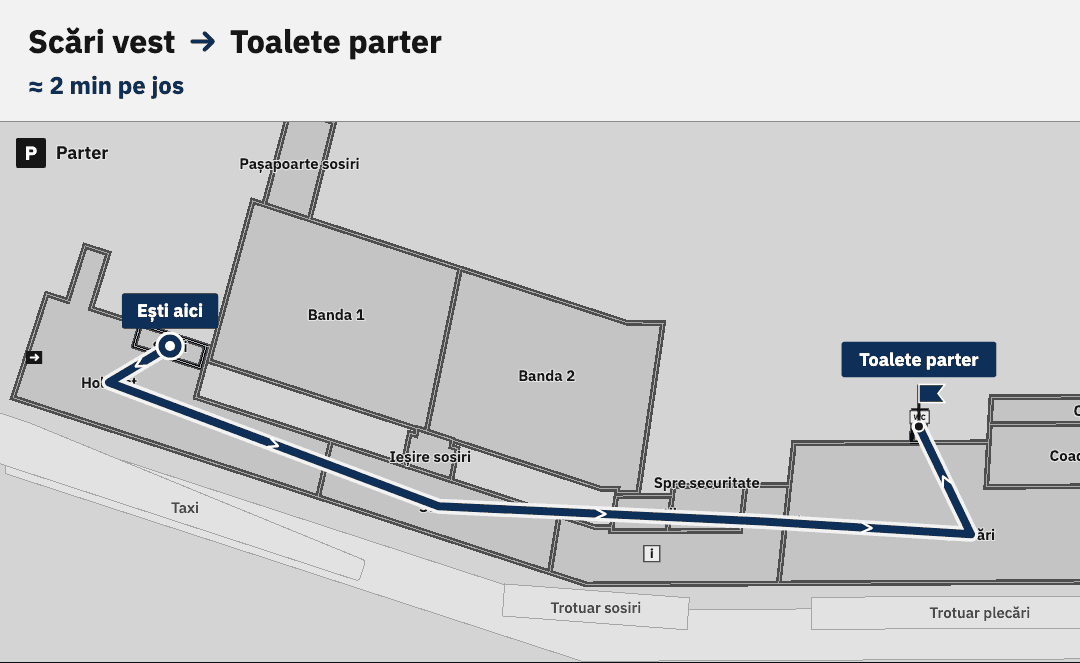 Scări vest → Toalete parter
≈ 2 min pe jos
P Parter
Pașapoarte sosiri
Ești aici
Banda 1
Banda 2
Toalete parter
WC
Ieșire sosiri
Spre securitate
Taxi
i
Trotuar sosiri
Trotuar plecări